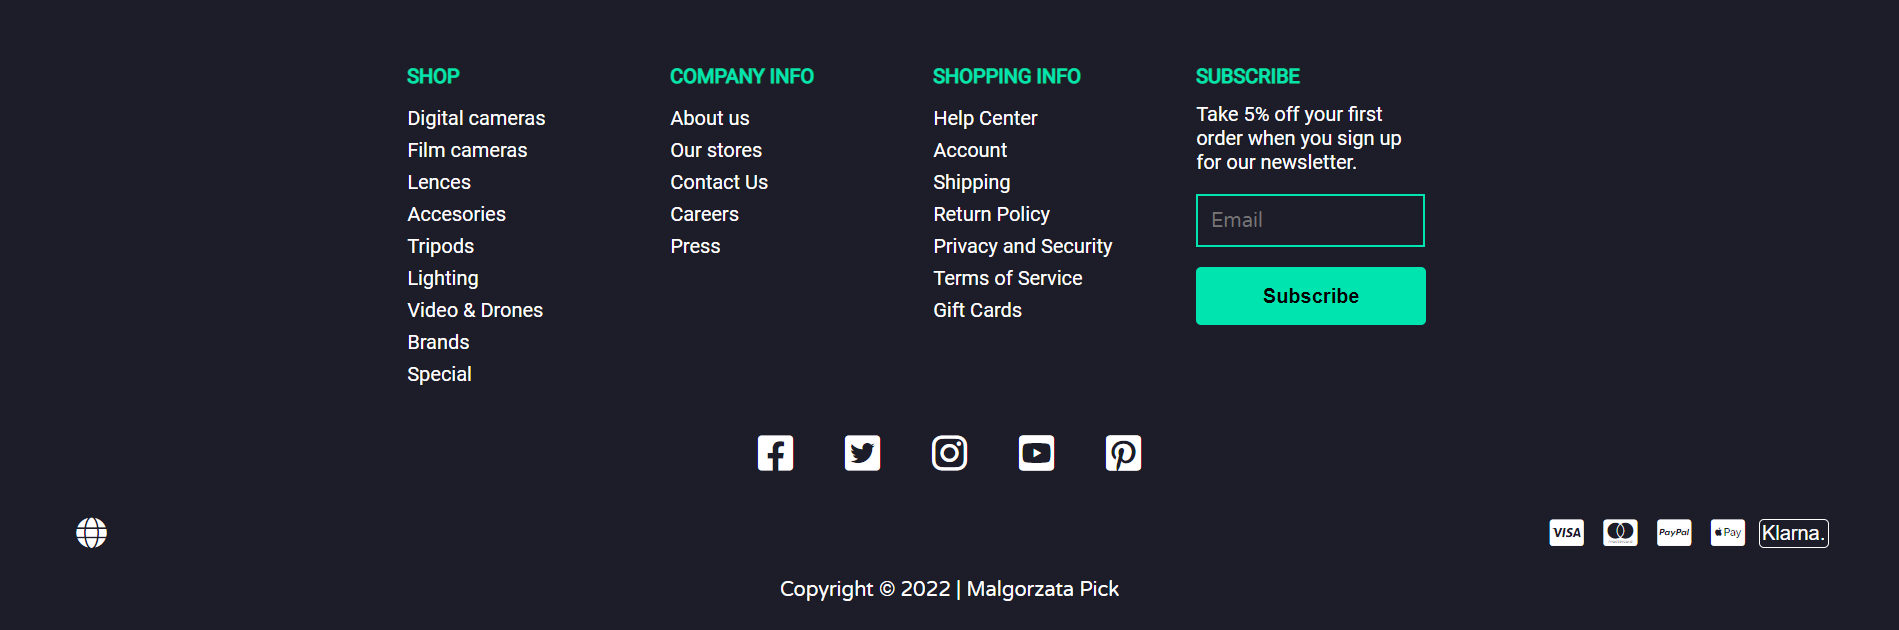 SHOP
Digital cameras
Film cameras
Lences
Accesories
Tripods
Lighting
Video & Drones
Brands
Special
COMPANY INFO
About us
Our stores
Contact Us
Careers
Press
SHOPPING INFO
Help Center
Account
Shipping
Return Policy
Privacy and Security
Terms of Service
Gift Cards
SUBSCRIBE
Take 5% off your first
order when you sign up
for our newsletter.
Email
Subscribe
VISA
PayPal
Pay
Klarna.
Copyright © 2022 | Malgorzata Pick